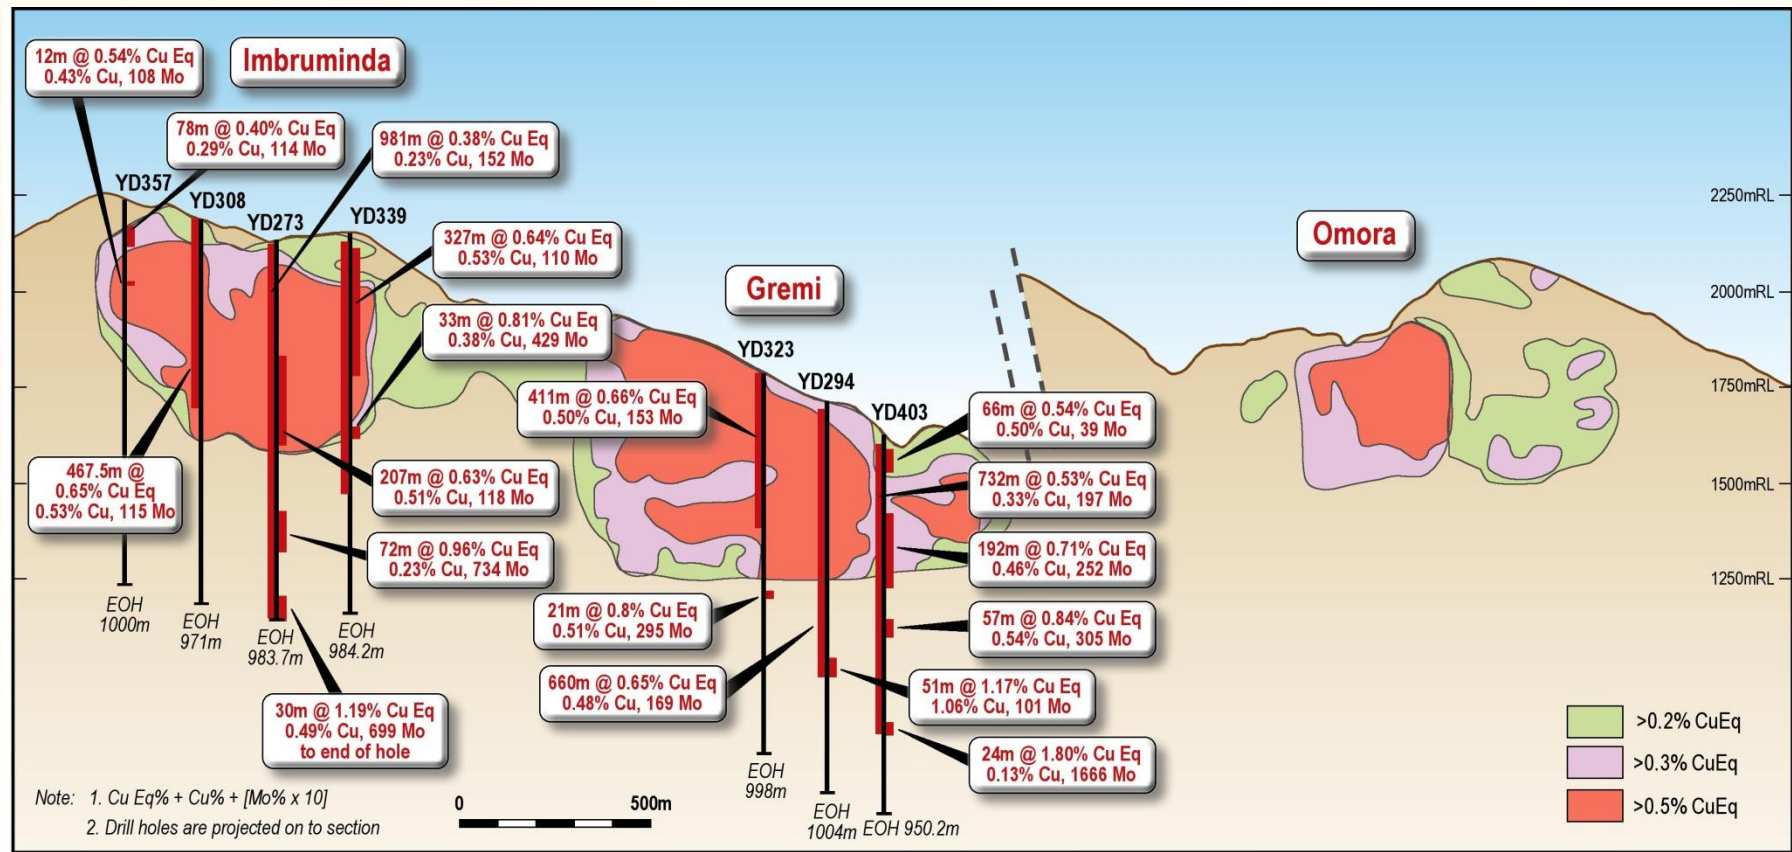 Imbruminda
12m @ 0.54% Cu Eq
0.43% Cu, 108 Mo
78m @ 0.40% Cu Eq
0.29% Cu, 114 Mo
981m @ 0.38% Cu Eq
0.23% Cu, 152 Mo
YD357
YD308
YD273
YD339
327m @ 0.64% Cu Eq
0.53% Cu, 110 Mo
33m @ 0.81% Cu Eq
0.38% Cu, 429 Mo
467.5m @
0.65% Cu Eq
0.53% Cu, 115 Mo
207m @ 0.63% Cu Eq
0.51% Cu, 118 Mo
72m @ 0.96% Cu Eq
0.23% Cu, 734 Mo
30m @ 1.19% Cu Eq
0.49% Cu, 699 Mo
to end of hole
EOH
1000m
EOH
971m
EOH
983.7m
EOH
984.2m
Gremi
YD323
YD294
YD403
411m @ 0.66% Cu Eq
0.50% Cu, 153 Mo
21m @ 0.8% Cu Eq
0.51% Cu, 295 Mo
660m @ 0.65% Cu Eq
0.48% Cu, 169 Mo
66m @ 0.54% Cu Eq
0.50% Cu, 39 Mo
732m @ 0.53% Cu Eq
0.33% Cu, 197 Mo
192m @ 0.71% Cu Eq
0.46% Cu, 252 Mo
57m @ 0.84% Cu Eq
0.54% Cu, 305 Mo
51m @ 1.17% Cu Eq
1.06% Cu, 101 Mo
24m @ 1.80% Cu Eq
0.13% Cu, 1666 Mo
EOH
998m
EOH
1004m
EOH 950.2m
Omora
2250mRL
2000mRL
1750mRL
1500mRL
1250mRL
>0.2% CuEq
>0.3% CuEq
>0.5% CuEq
Note: 1. Cu Eq% + Cu% + [Mo% x 10]
2. Drill holes are projected on to section
0 500m